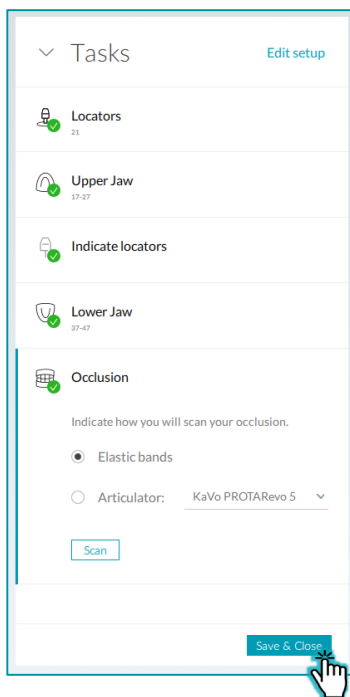 Tasks
Edit setup
Locators
21
Upper Jaw
17-27
Indicate locators
Lower Jaw
37-47
Occlusion
Indicate how you will scan your occlusion.
Elastic bands
Articulator: KaVo PROTARevo 5
Scan
Save & Close